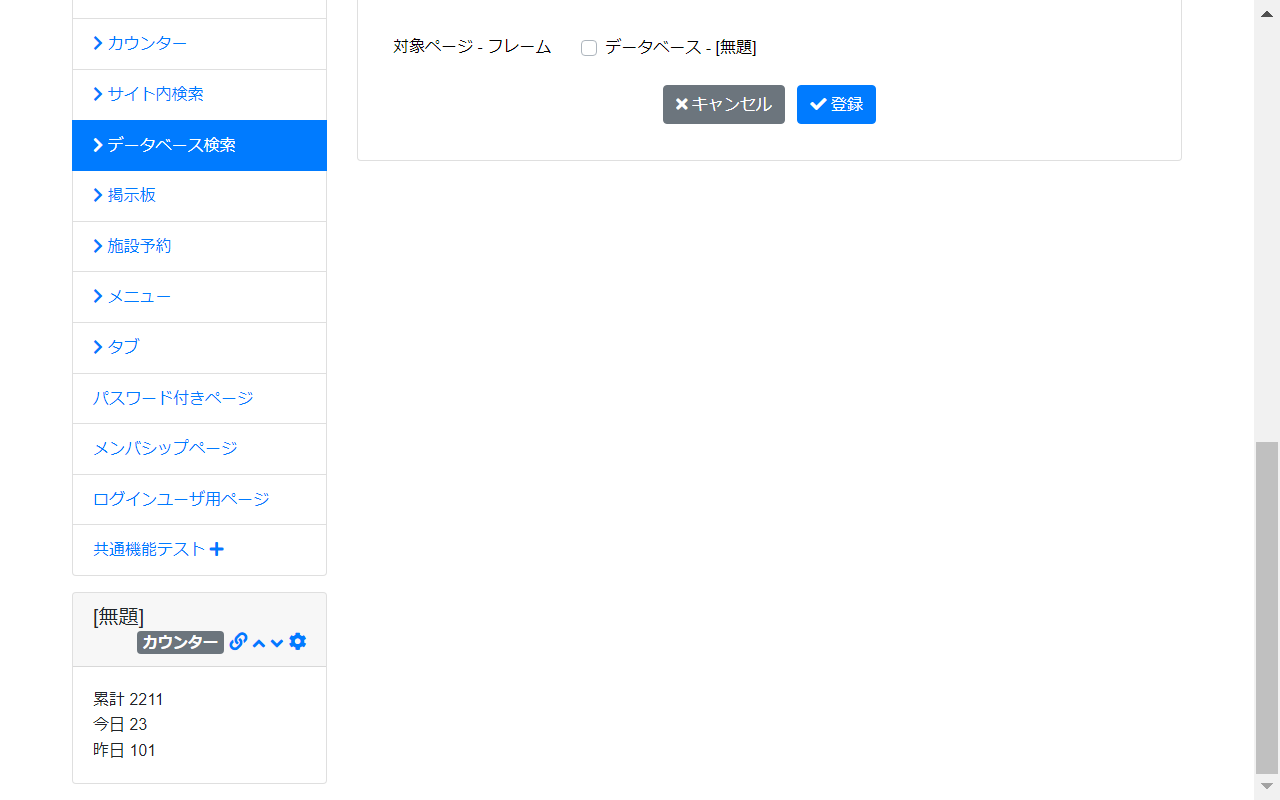 カウンター
サイト内検索
データベース検索
掲示板
施設予約
メニュー
タブ
パスワード付きページ
メンバシップページ
ログインユーザ用ページ
共通機能テスト
[無題]
カウンター
累計 2211
今日 23
昨日 101
対象ページ - フレーム データベース - [無題]
キャンセル 登録